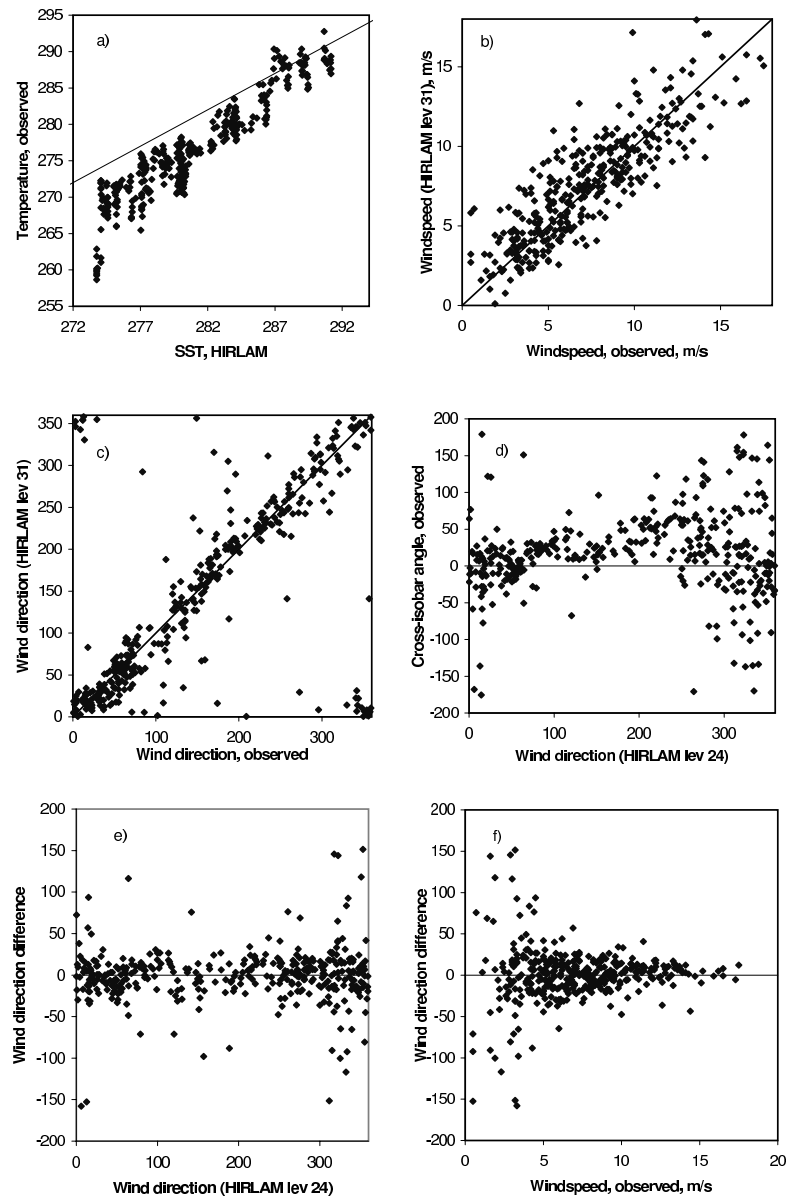 a)
295
290
285
280
275
270
265
260
255
Temperature, observed
272 277 282 287 292
SST, HIRLAM
b)
15
10
5
0
Windspeed (HIRLAM lev 31), m/s
0 5 10 15
Windspeed, observed, m/s
c)
350
300
250
200
150
100
50
0
Wind direction (HIRLAM lev 31)
0 100 200 300
Wind direction, observed
d)
200
150
100
50
0
-50
-100
-150
-200
Cross-isobar angle, observed
0 100 200 300
Wind direction (HIRLAM lev 24)
e)
200
150
100
50
0
-50
-100
-150
-200
Wind direction difference
0 100 200 300
Wind direction (HIRLAM lev 24)
f)
200
150
100
50
0
-50
-100
-150
-200
Wind direction difference
0 5 10 15 20
Windspeed, observed, m/s